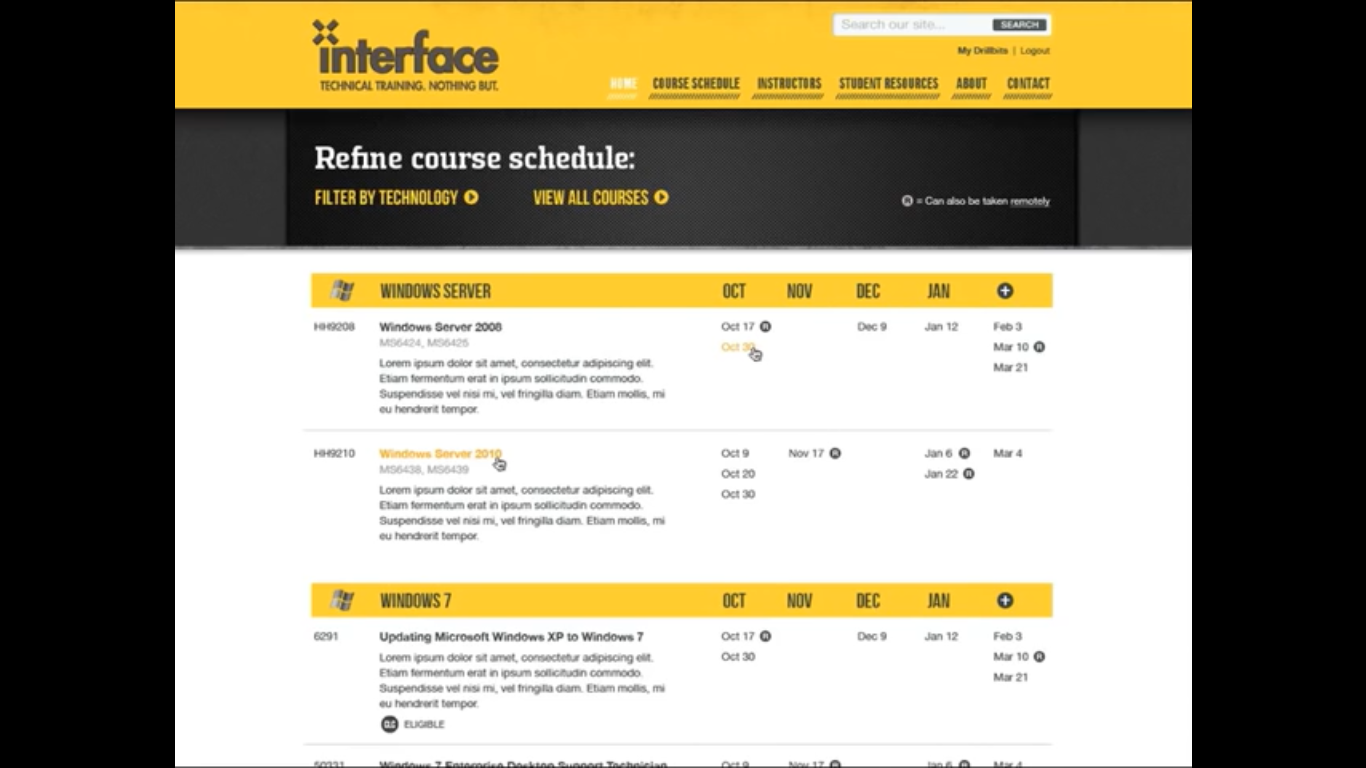 Search our site...
SEARCH
interface
TECHNICAL TRAINING. NOTHING BUT.
My Drillbits | Logout
HOME COURSE SCHEDULE INSTRUCTORS STUDENT RESOURCES ABOUT CONTACT
Refine course schedule:
FILTER BY TECHNOLOGY VIEW ALL COURSES
R = Can also be taken remotely
WINDOWS SERVER OCT NOV DEC JAN +
HH9208 Windows Server 2008 Oct 17 R Dec 9 Jan 12 Feb 3
MS6424, MS6425 Oct 30 Mar 10 R
Lorem ipsum dolor sit amet, consectetur adipiscing elit. Mar 21
Etiam fermentum erat in ipsum sollicitudin commodo.
Suspendisse vel nisi mi, vel fringilla diam. Etiam mollis, mi
eu hendrerit tempor.
HH9210 Windows Server 2010 Oct 9 Nov 17 R Jan 6 R Mar 4
MS6438, MS6439 Oct 20 Jan 22 R
Lorem ipsum dolor sit amet, consectetur adipiscing elit. Oct 30
Etiam fermentum erat in ipsum sollicitudin commodo.
Suspendisse vel nisi mi, vel fringilla diam. Etiam mollis, mi
eu hendrerit tempor.
WINDOWS 7 OCT NOV DEC JAN +
6291 Updating Microsoft Windows XP to Windows 7 Oct 17 R Dec 9 Jan 12 Feb 3
Lorem ipsum dolor sit amet, consectetur adipiscing elit. Oct 30 Mar 10 R
Etiam fermentum erat in ipsum sollicitudin commodo. Mar 21
Suspendisse vel nisi mi, vel fringilla diam. Etiam mollis, mi
eu hendrerit tempor.
CLC ELIGIBLE
50331 Windows 7 Enterprise Desktop Support Technician Oct 9 Nov 17 R Jan 6 R Mar 4